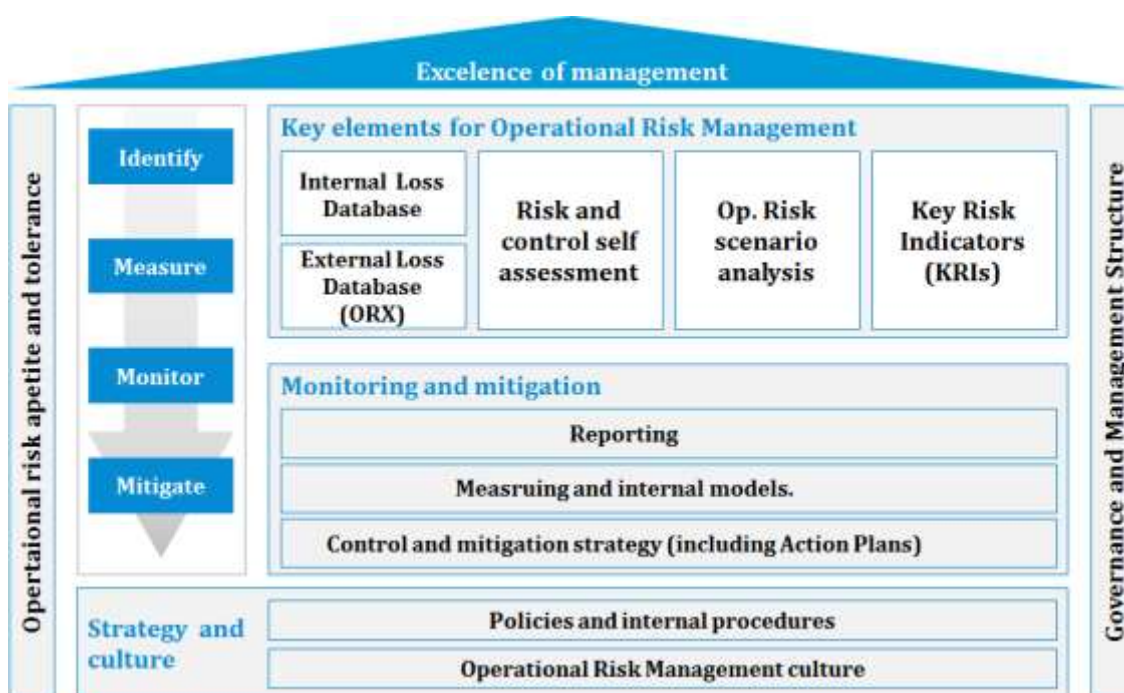 Excelence of management
Opertaional risk apetite and tolerance
Identify
Measure
Monitor
Mitigate
Key elements for Operational Risk Management
Internal Loss
Database
External Loss
Database
(ORX)
Risk and
control self
assessment
Op. Risk
scenario
analysis
Key Risk
Indicators
(KRIs)
Monitoring and mitigation
Reporting
Measruing and internal models.
Control and mitigation strategy (including Action Plans)
Strategy and
culture
Policies and internal procedures
Operational Risk Management culture
Governance and Management Structure